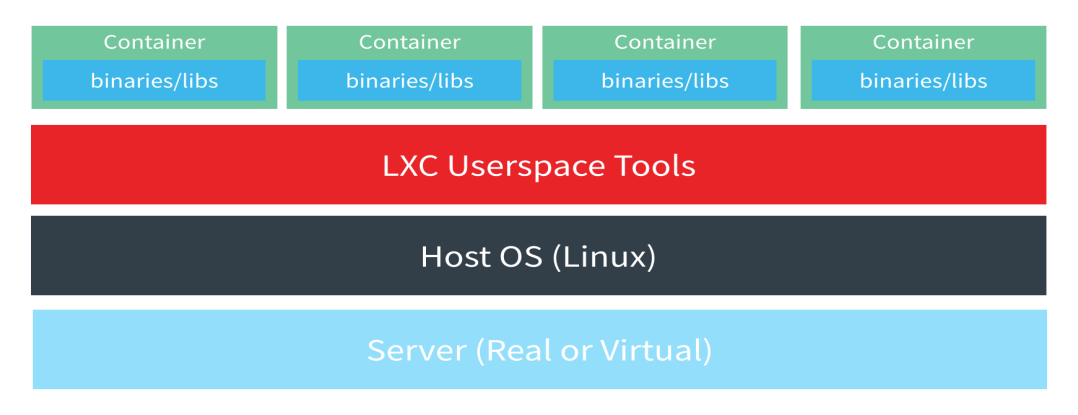 Container Container Container Container
binaries/libs binaries/libs binaries/libs binaries/libs
LXC Userspace Tools
Host OS (Linux)
Server (Real or Virtual)